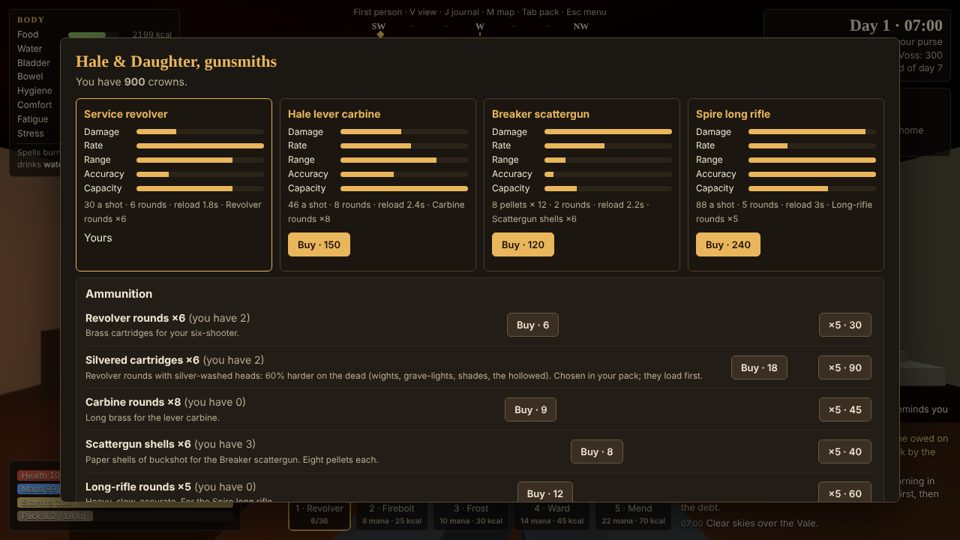 First person · V view · J journal · M map · Tab pack · Esc menu
SW W NW
BODY
Food 2199 kcal
Water
Bladder
Bowel
Hygiene
Comfort
Fatigue
Stress
Spells burn
drinks
Day 1 · 07:00
your purse
Voss: 300
d of day 7
home
Hale & Daughter, gunsmiths
You have 900 crowns.
Service revolver
Damage
Rate
Range
Accuracy
Capacity
30 a shot · 6 rounds · reload 1.8s · Revolver
rounds ×6
Yours
Hale lever carbine
Damage
Rate
Range
Accuracy
Capacity
46 a shot · 8 rounds · reload 2.4s · Carbine
rounds ×8
Buy · 150
Breaker scattergun
Damage
Rate
Range
Accuracy
Capacity
8 pellets × 12 · 2 rounds · reload 2.2s ·
Scattergun shells ×6
Buy · 120
Spire long rifle
Damage
Rate
Range
Accuracy
Capacity
88 a shot · 5 rounds · reload 3s · Long-rifle
rounds ×5
Buy · 240
Ammunition
Revolver rounds ×6 (you have 2)
Brass cartridges for your six-shooter.
Buy · 6
×5 · 30
Silvered cartridges ×6 (you have 2)
Revolver rounds with silver-washed heads: 60% harder on the dead (wights, grave-lights, shades, the hollowed). Chosen in your pack; they load first.
Buy · 18
×5 · 90
Carbine rounds ×8 (you have 0)
Long brass for the lever carbine.
Buy · 9
×5 · 45
Scattergun shells ×6 (you have 3)
Paper shells of buckshot for the Breaker scattergun. Eight pellets each.
Buy · 8
×5 · 40
Long-rifle rounds ×5 (you have 0)
Heavy, slow, accurate. For the Spire long rifle.
Buy · 12
×5 · 60
Health
Mana
Pack 8.2 / 18 kg
1 · Revolver
6/36
2 · Firebolt
8 mana · 25 kcal
3 · Frost
10 mana · 30 kcal
4 · Ward
14 mana · 45 kcal
5 · Mend
22 mana · 70 kcal
eminds you
owed on
k by the
rning in
first, then
the debt.
07:00 Clear skies over the Vale.